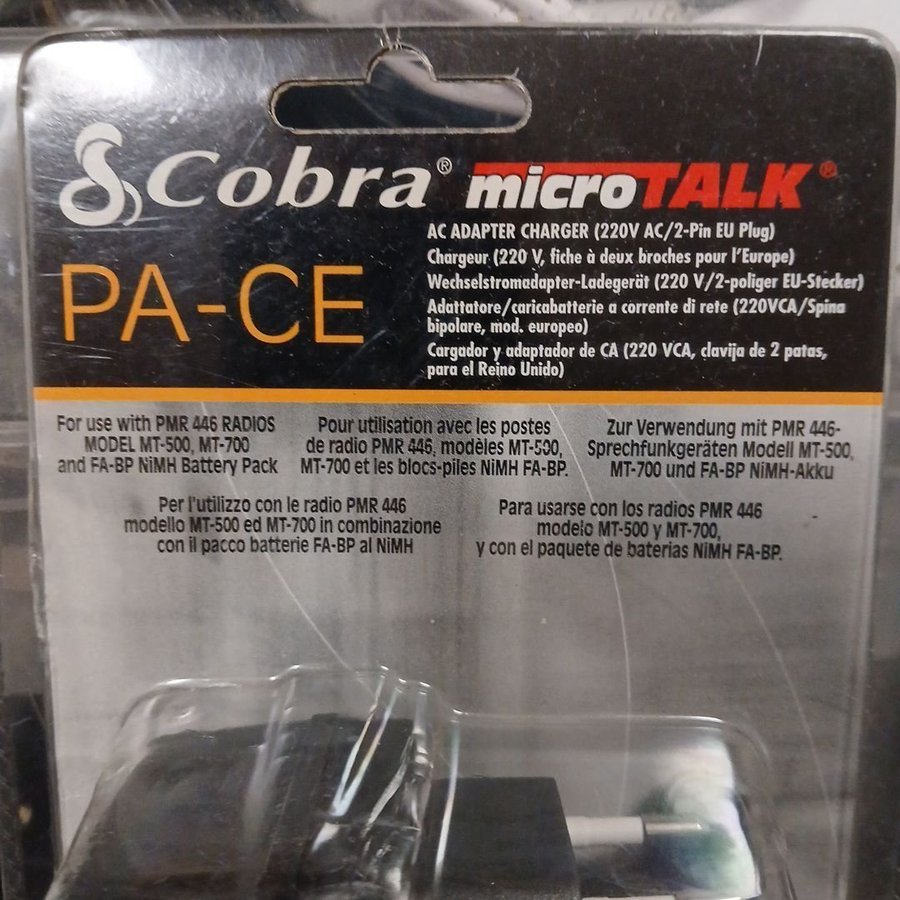 Cobra® microTALK®
PA-CE
AC ADAPTER CHARGER (220V AC/2-Pin EU Plug)
Chargeur (220 V, fiche à deux broches pour l'Europe)
Wechselstromadapter-Ladegerät (220 V/2-poliger EU-Stecker)
Adattatore/caricabatterie a corrente di rete (220VCA/Spina
bipolare, mod. europeo)
Cargador y adaptador de CA (220 VCA, clavija de 2 patas,
para el Reino Unido)
For use with PMR 446 RADIOS
MODEL MT-500, MT-700
and FA-BP NiMH Battery Pack
Pour utilisation avec les postes
de radio PMR 446, modèles MT-500,
MT-700 et les blocs-piles NiMH FA-BP.
Zur Verwendung mit PMR 446-
Sprechfunkgeräten Modell MT-500,
MT-700 und FA-BP NiMH-Akku
Per l'utilizzo con le radio PMR 446
modello MT-500 ed MT-700 in combinazione
con il pacco batterie FA-BP al NiMH
Para usarse con los radios PMR 446
modelo MT-500 y MT-700,
y con el paquete de baterias NiMH FA-BP.